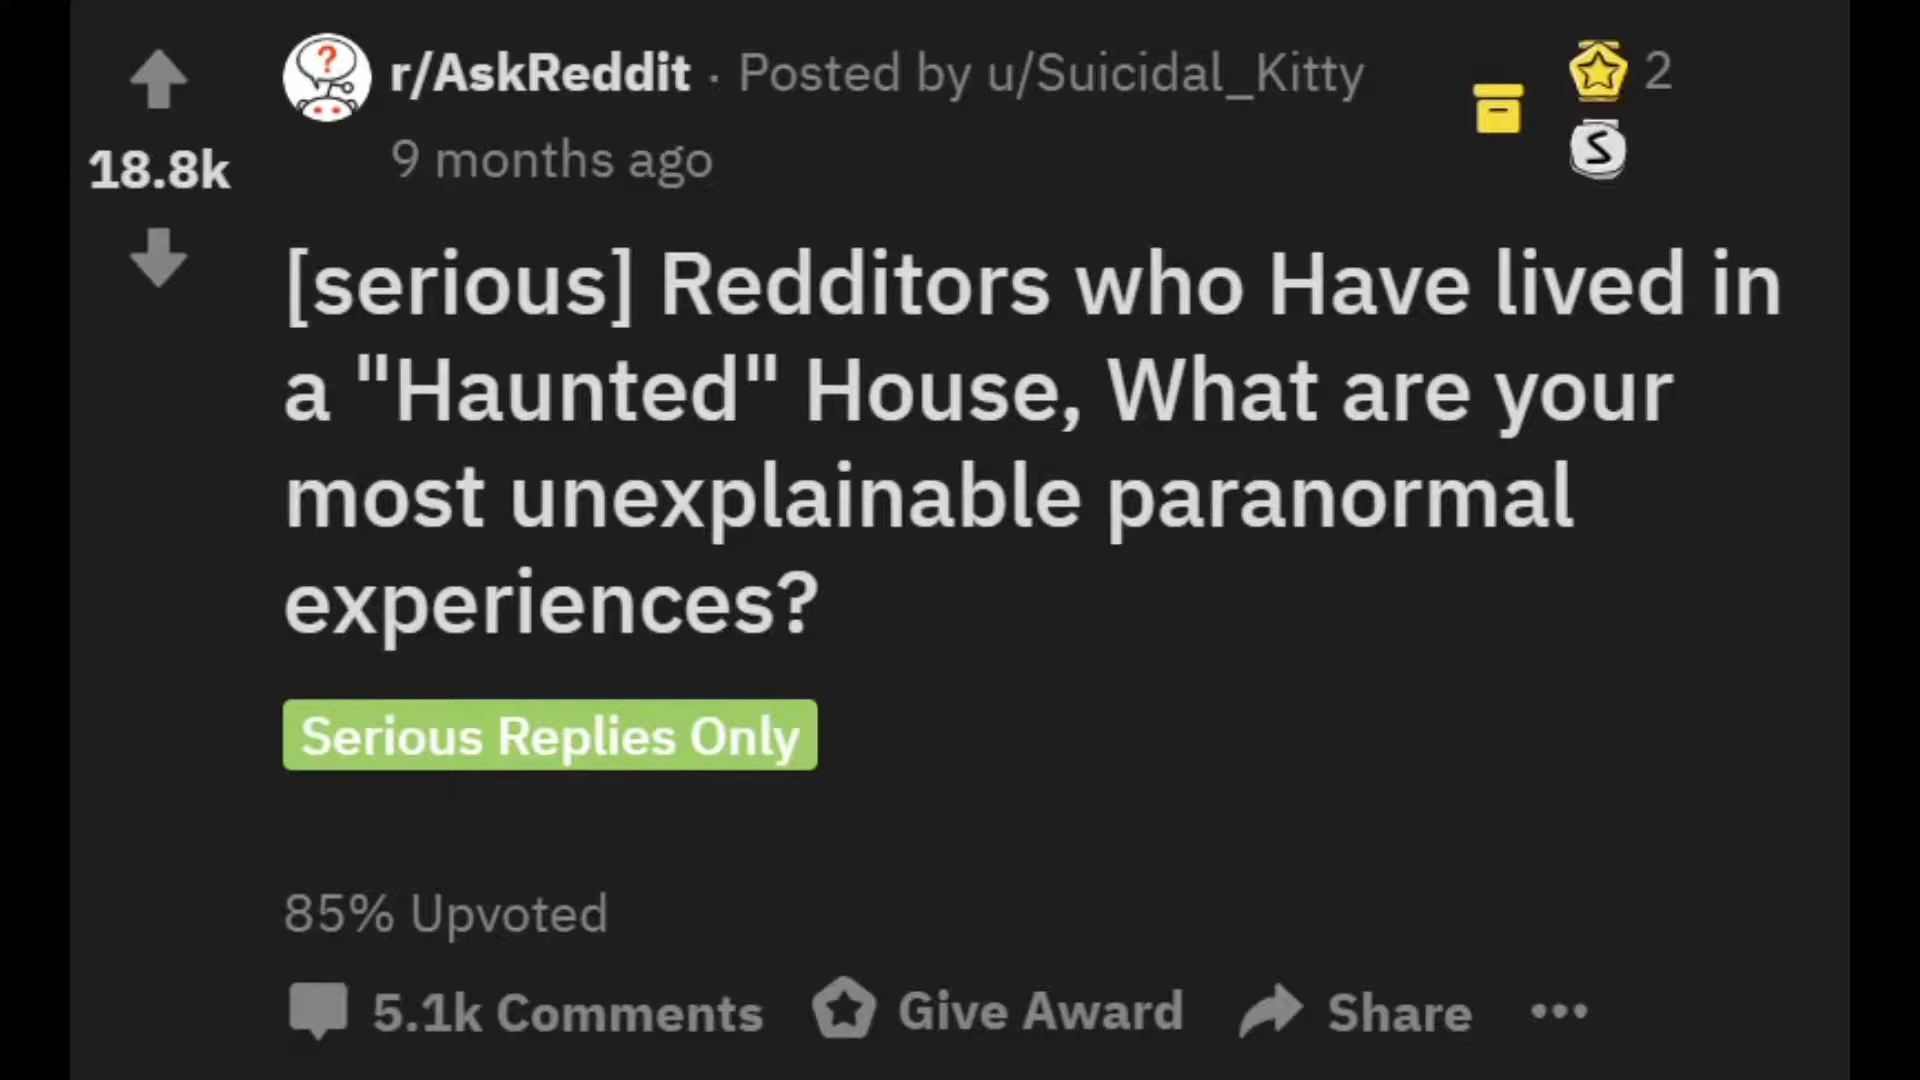 r/AskReddit · Posted by u/Suicidal_Kitty
2
9 months ago
S
18.8k
[serious] Redditors who Have lived in
a "Haunted" House, What are your
most unexplainable paranormal
experiences?
Serious Replies Only
85% Upvoted
5.1k Comments Give Award Share ...